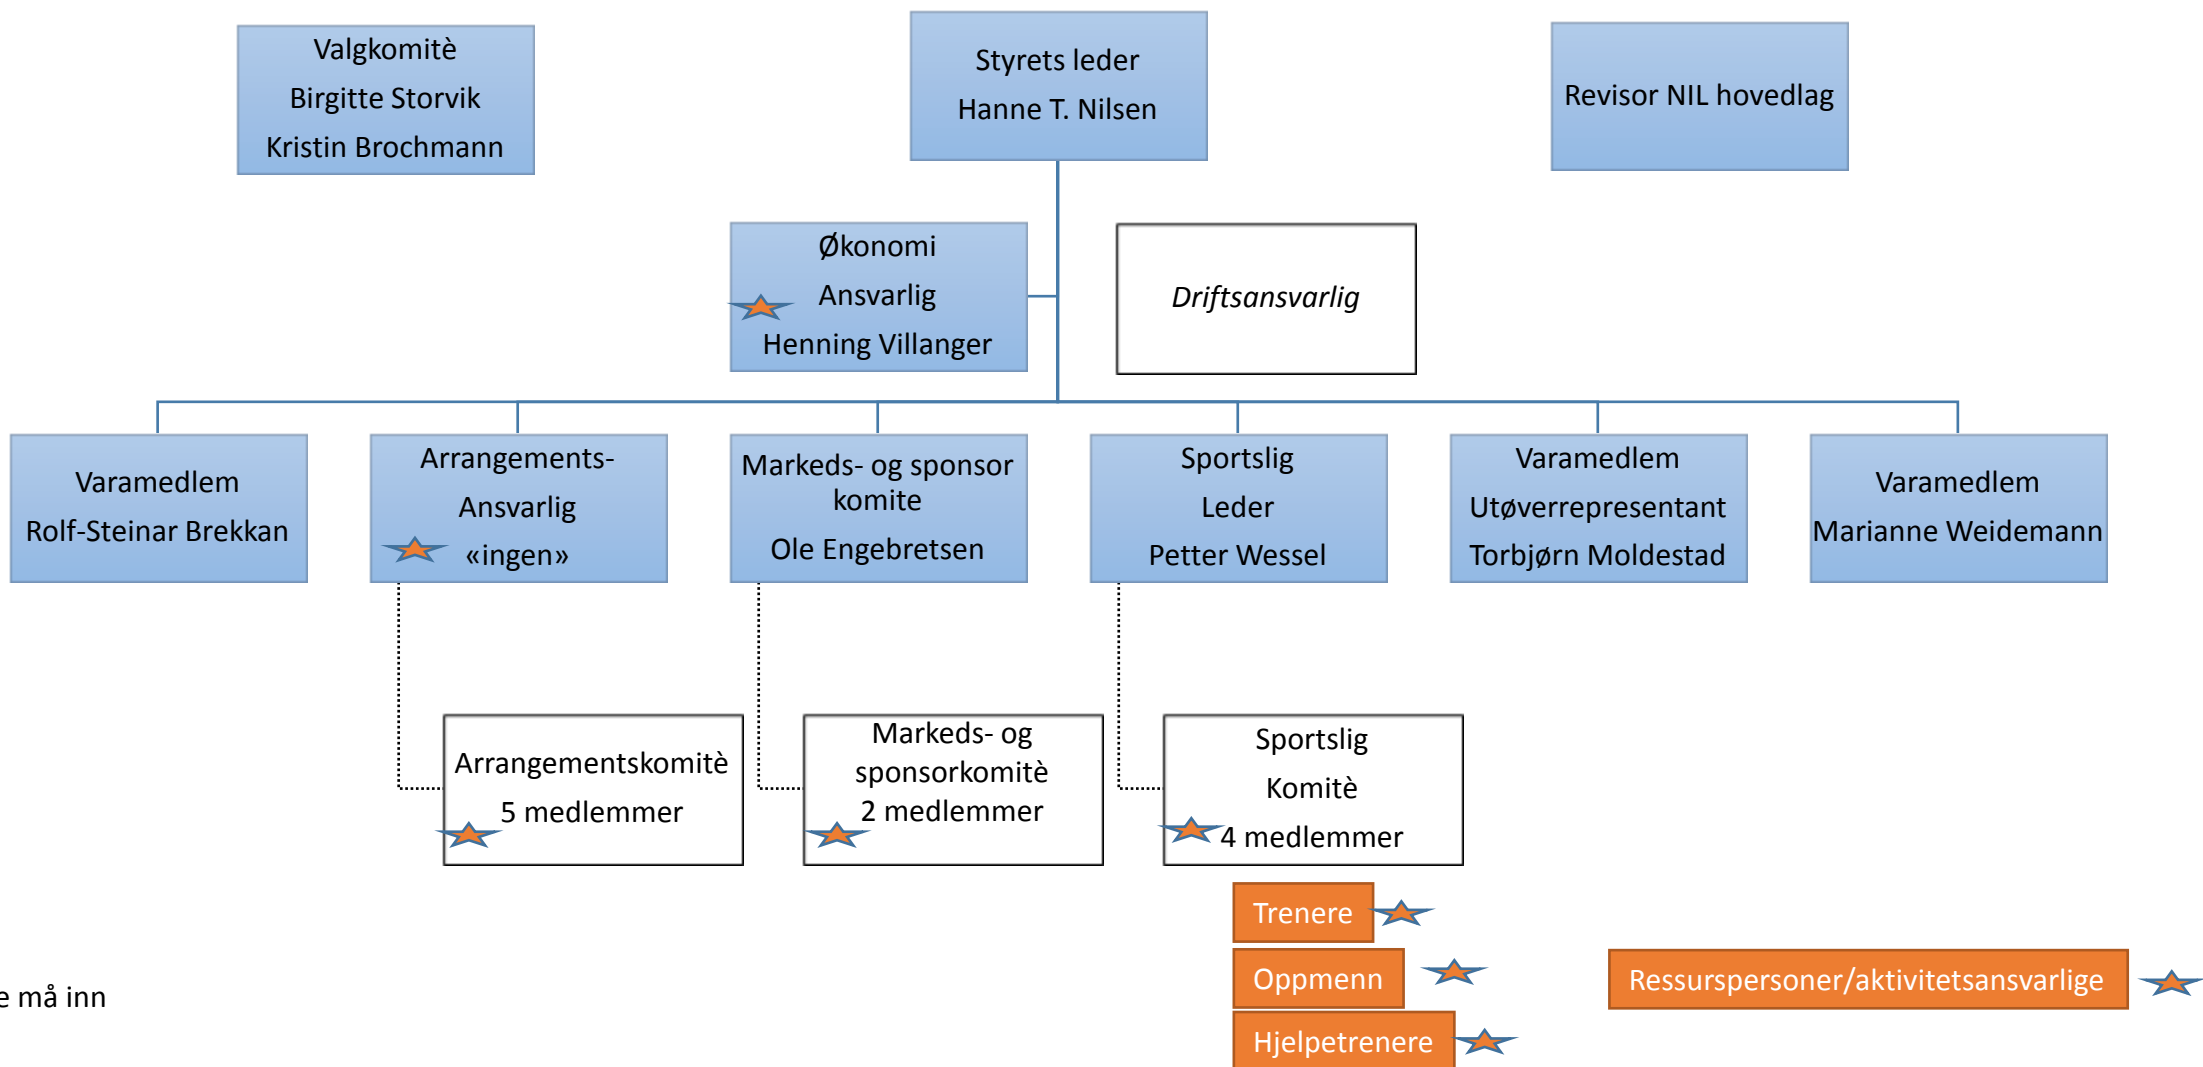 Valgkomitè
Birgitte Storvik
Kristin Brochmann
Styrets leder
Hanne T. Nilsen
Revisor NIL hovedlag
Økonomi
Ansvarlig
Henning Villanger
Driftsansvarlig
Varamedlem
Rolf-Steinar Brekkan
Arrangements-
Ansvarlig
«ingen»
Markeds- og sponsor
komite
Ole Engebretsen
Sportslig
Leder
Petter Wessel
Varamedlem
Utøverrepresentant
Torbjørn Moldestad
Varamedlem
Marianne Weidemann
Arrangementskomitè
5 medlemmer
Markeds- og
sponsorkomitè
2 medlemmer
Sportslig
Komitè
4 medlemmer
Trenere
Oppmenn
Hjelpetrenere
Ressurspersoner/aktivitetsansvarlige
må inn